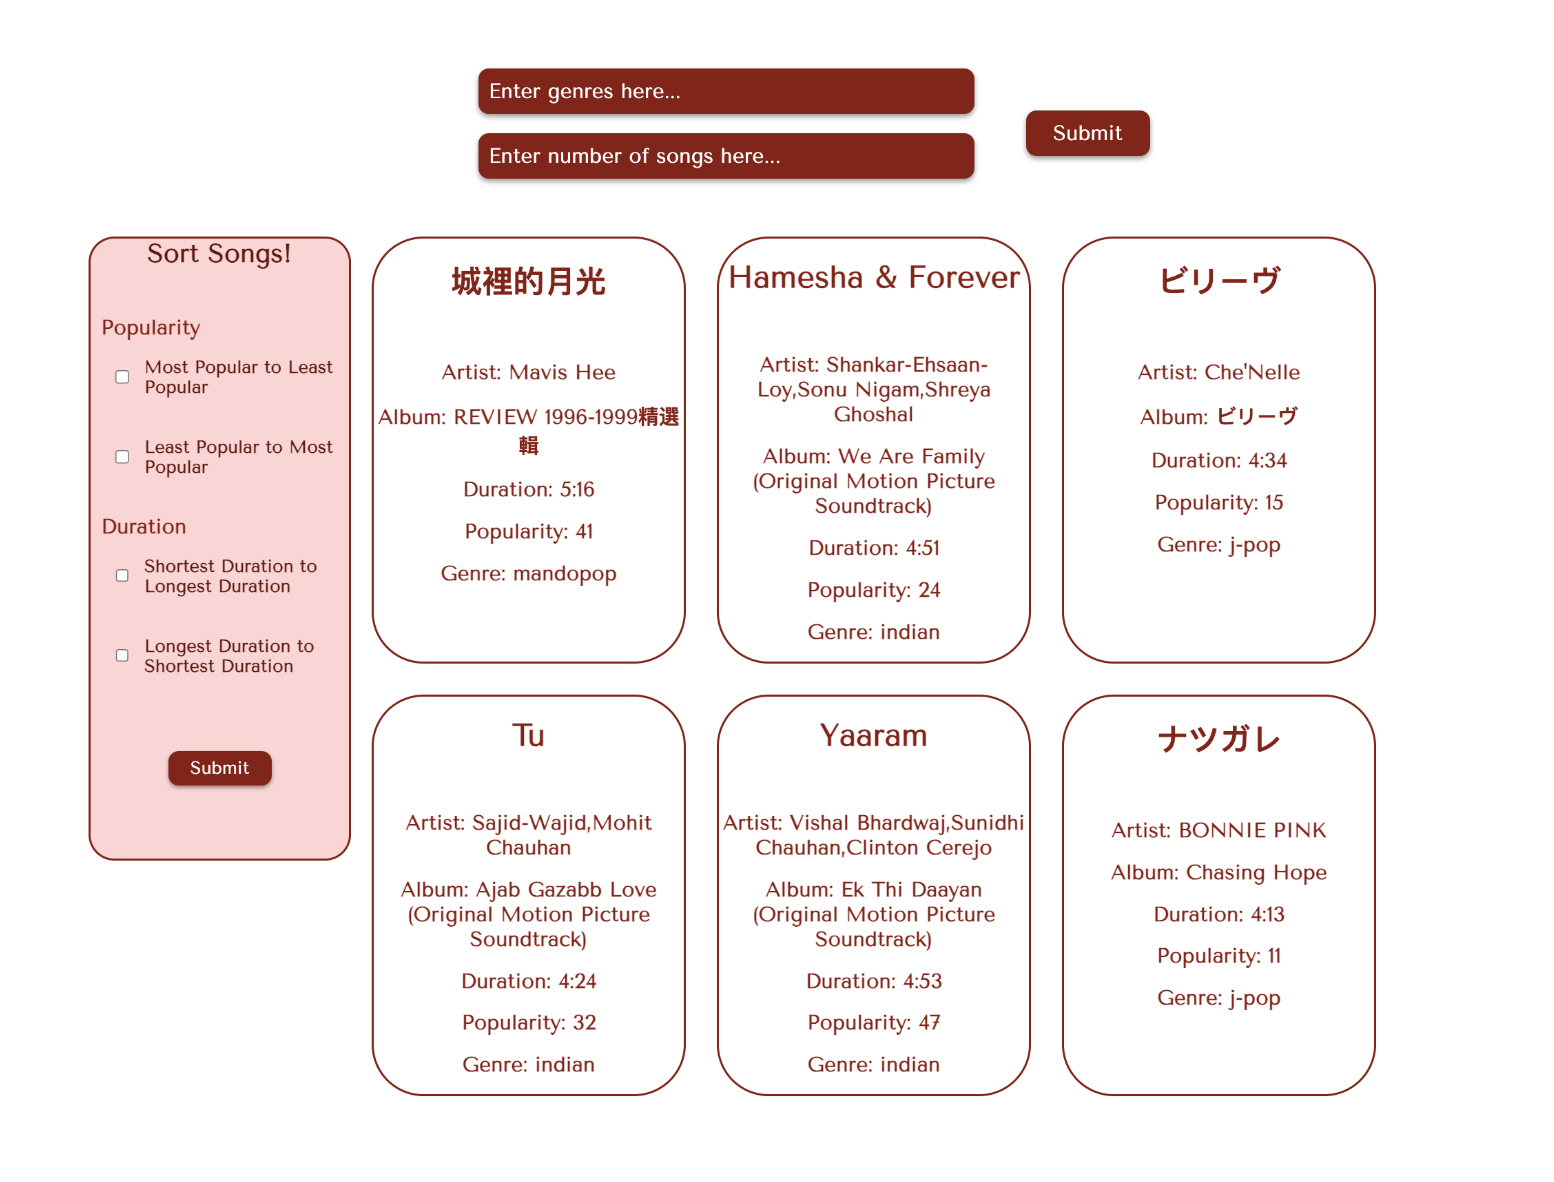 Enter genres here...
Enter number of songs here...
Submit
Sort Songs!
Popularity
Most Popular to Least
Popular
Least Popular to Most
Popular
Duration
Shortest Duration to
Longest Duration
Longest Duration to
Shortest Duration
Submit
城裡的月光
Artist: Mavis Hee
Album: REVIEW 1996-1999精選
輯
Duration: 5:16
Popularity: 41
Genre: mandopop
Hamesha & Forever
Artist: Shankar-Ehsaan-
Loy,Sonu Nigam,Shreya
Ghoshal
Album: We Are Family
(Original Motion Picture
Soundtrack)
Duration: 4:51
Popularity: 24
Genre: indian
ビリーヴ
Artist: Che'Nelle
Album: ビリーヴ
Duration: 4:34
Popularity: 15
Genre: j-pop
Tu
Artist: Sajid-Wajid,Mohit
Chauhan
Album: Ajab Gazabb Love
(Original Motion Picture
Soundtrack)
Duration: 4:24
Popularity: 32
Genre: indian
Yaaram
Artist: Vishal Bhardwaj,Sunidhi
Chauhan,Clinton Cerejo
Album: Ek Thi Daayan
(Original Motion Picture
Soundtrack)
Duration: 4:53
Popularity: 47
Genre: indian
ナツガレ
Artist: BONNIE PINK
Album: Chasing Hope
Duration: 4:13
Popularity: 11
Genre: j-pop